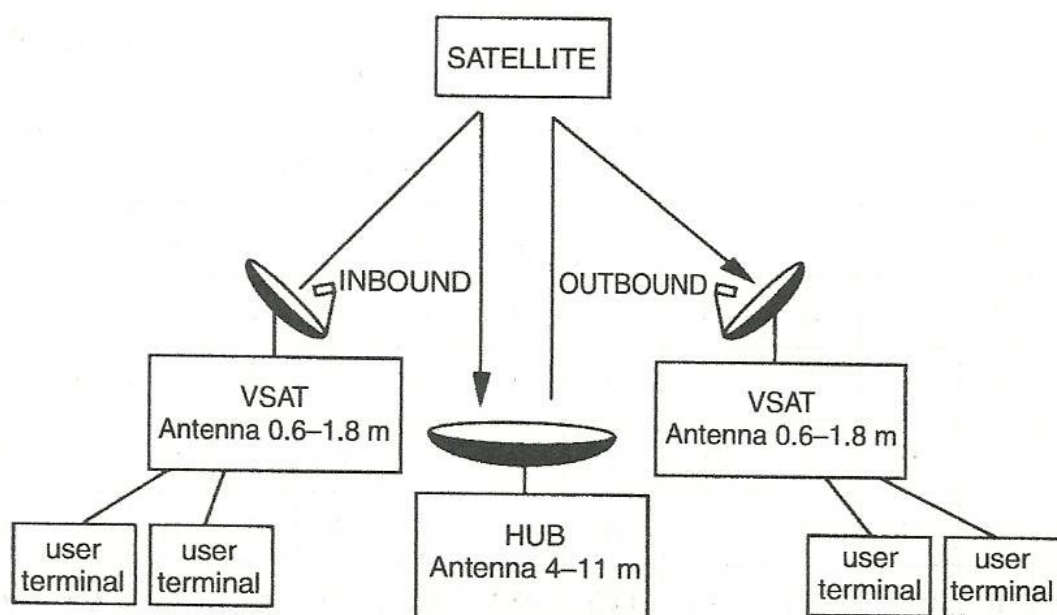 SATELLITE
INBOUND
OUTBOUND
VSAT
Antenna 0.6–1.8 m
VSAT
Antenna 0.6–1.8 m
HUB
Antenna 4–11 m
user
terminal
user
terminal
user
terminal
user
terminal